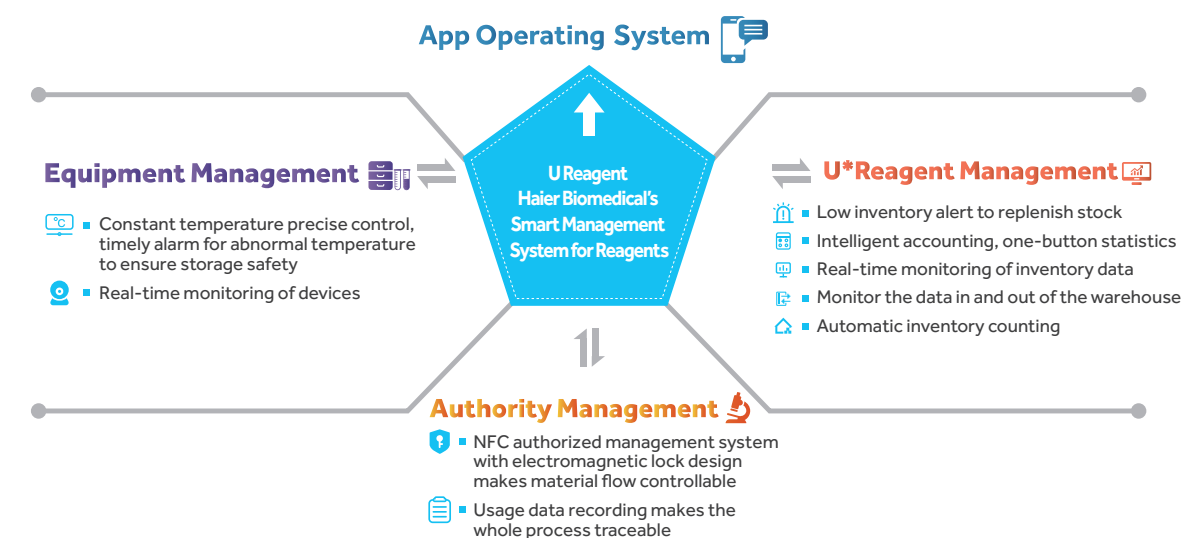 App Operating System
Equipment Management
°C
Constant temperature precise control,
timely alarm for abnormal temperature
to ensure storage safety
Real-time monitoring of devices
U Reagent
Haier Biomedical's
Smart Management
System for Reagents
U*Reagent Management
Low inventory alert to replenish stock
Intelligent accounting, one-button statistics
Real-time monitoring of inventory data
Monitor the data in and out of the warehouse
Automatic inventory counting
Authority Management
NFC authorized management system
with electromagnetic lock design
makes material flow controllable
Usage data recording makes the
whole process traceable